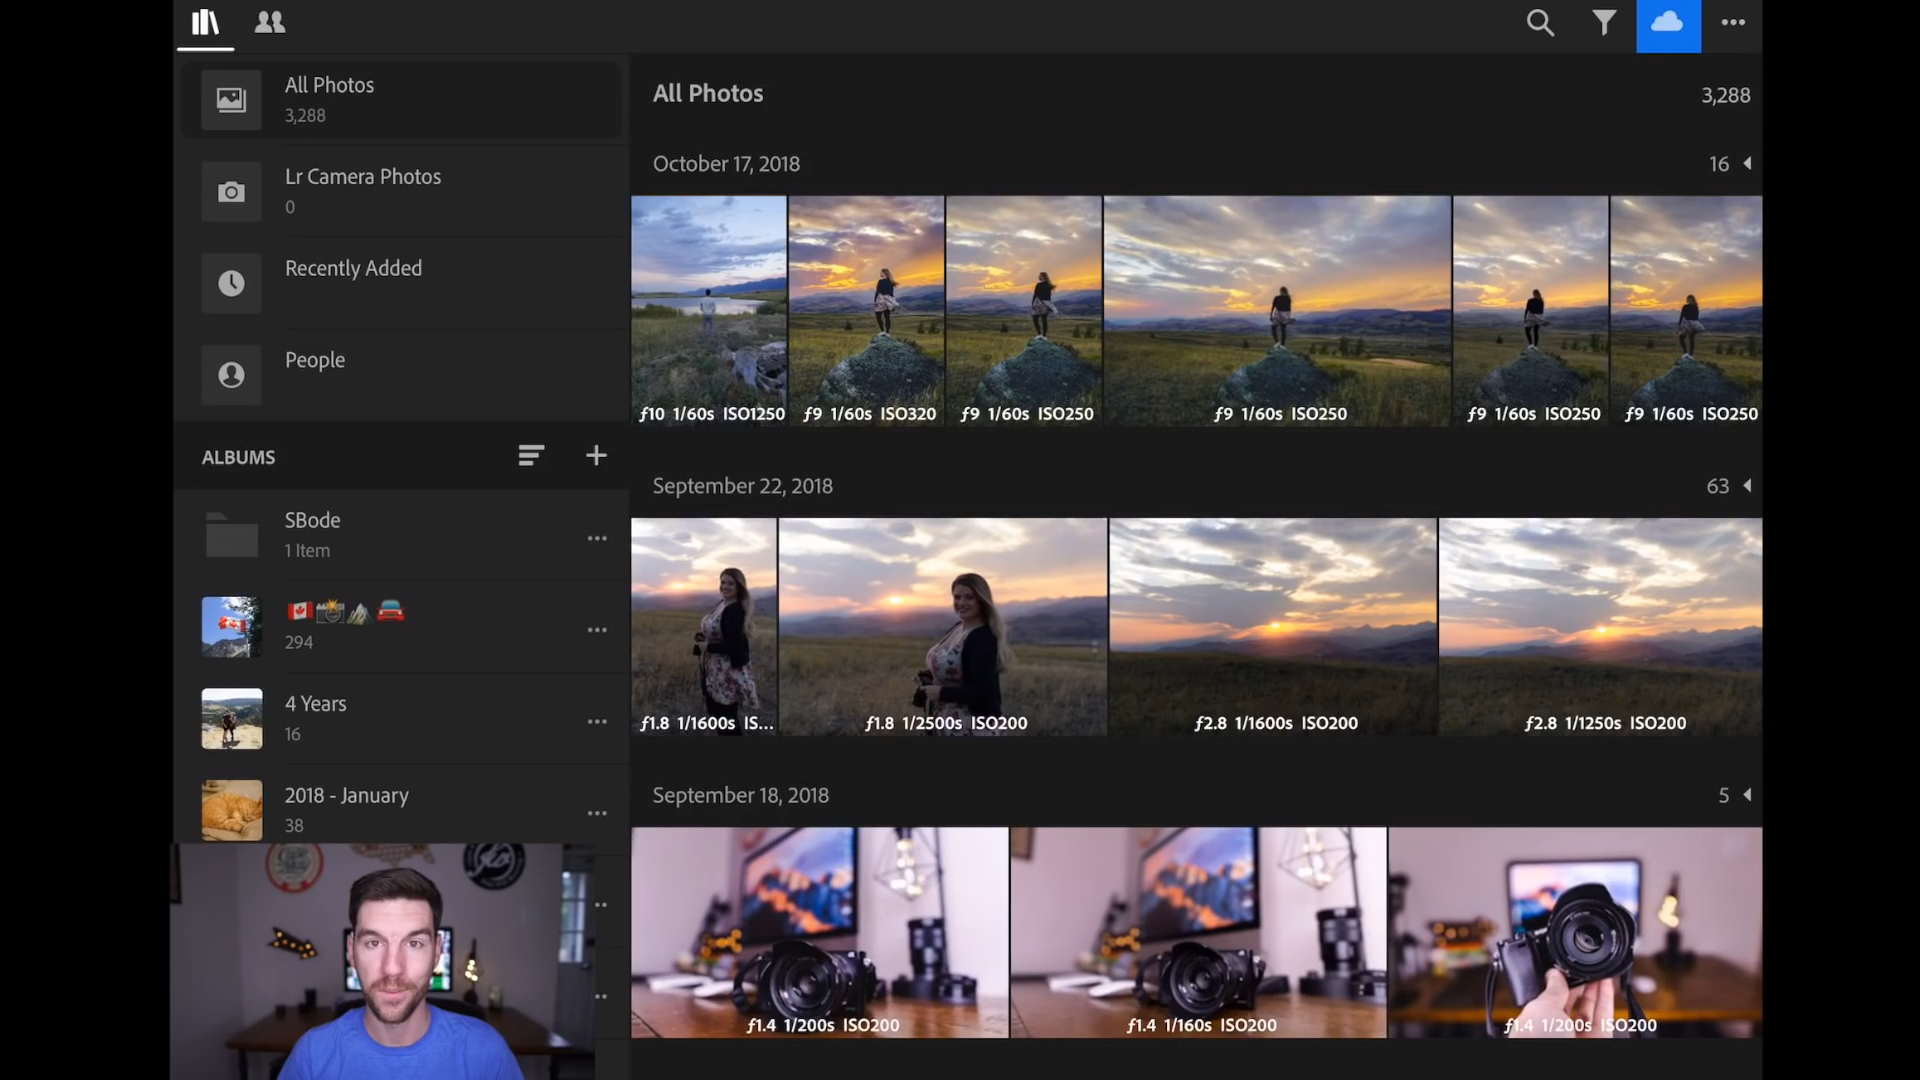 All Photos
3,288
Lr Camera Photos
0
Recently Added
People
ALBUMS
SBode
1 Item
294
4 Years
16
2018 - January
38
All Photos
3,288
October 17, 2018
16
ƒ10 1/60s ISO1250
ƒ9 1/60s ISO320
ƒ9 1/60s ISO250
ƒ9 1/60s ISO250
ƒ9 1/60s ISO250
ƒ9 1/60s ISO250
September 22, 2018
63
ƒ1.8 1/1600s IS...
ƒ1.8 1/2500s ISO200
ƒ2.8 1/1600s ISO200
ƒ2.8 1/1250s ISO200
September 18, 2018
5
ƒ1.4 1/200s ISO200
ƒ1.4 1/160s ISO200
ƒ1.4 1/200s ISO200